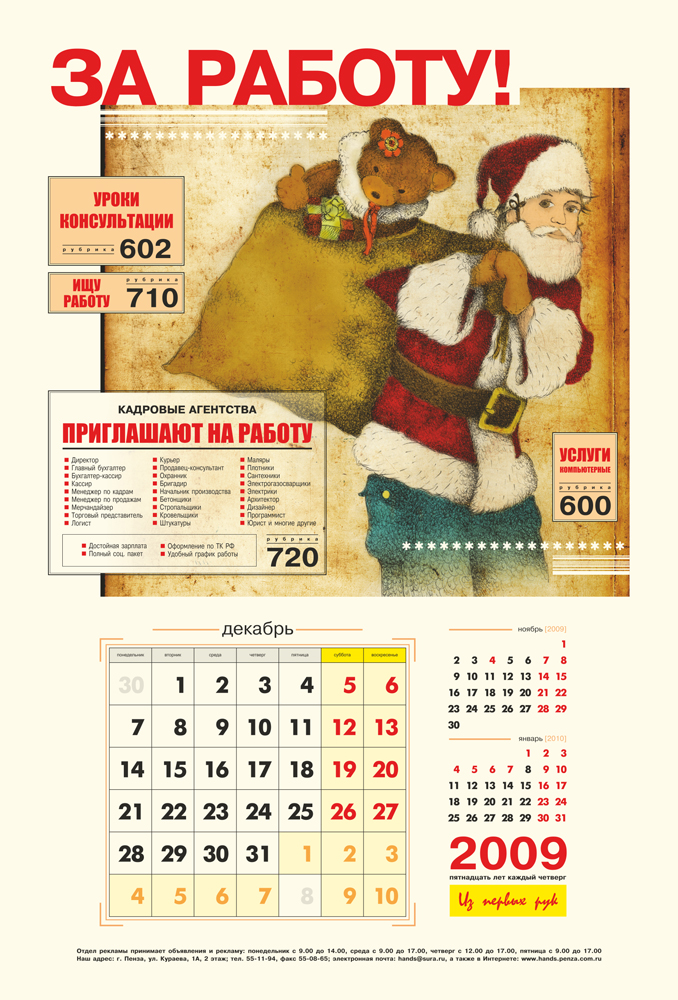 ЗА РАБОТУ!
УРОКИ
КОНСУЛЬТАЦИИ
рубрика 602
ИЩУ
РАБОТУ
рубрика
710
КАДРОВЫЕ АГЕНТСТВА
ПРИГЛАШАЮТ НА РАБОТУ
Директор
Главный бухгалтер
Бухгалтер-кассир
Кассир
Менеджер по кадрам
Менеджер по продажам
Мерчандайзер
Торговый представитель
Логист
Курьер
Продавец-консультант
Охранник
Бригадир
Начальник производства
Бетонщики
Стропальщики
Кровельщики
Штукатуры
Маляры
Плотники
Сантехники
Электрогазосварщики
Электрики
Архитектор
Дизайнер
Программист
Юрист и многие другие
Достойная зарплата
Полный соц. пакет
Оформление по ТК РФ
Удобный график работы
рубрика
720
УСЛУГИ
КОМПЬЮТЕРНЫЕ
рубрика
600
декабрь
понедельник вторник среда четверг пятница суббота воскресенье
30 1 2 3 4 5 6
7 8 9 10 11 12 13
14 15 16 17 18 19 20
21 22 23 24 25 26 27
28 29 30 31 1 2 3
4 5 6 7 8 9 10
ноябрь [2009]
1
2 3 4 5 6 7 8
9 10 11 12 13 14 15
16 17 18 19 20 21 22
23 24 25 26 27 28 29
30
январь [2010]
1 2 3
4 5 6 7 8 9 10
11 12 13 14 15 16 17
18 19 20 21 22 23 24
25 26 27 28 29 30 31
2009
пятнадцать лет каждый четверг
Из первых рук
Отдел рекламы принимает объявления и рекламу: понедельник с 9.00 до 14.00, среда с 9.00 до 17.00, четверг с 12.00 до 17.00, пятница с 9.00 до 17.00
Наш адрес: г. Пенза, ул. Кураева, 1А, 2 этаж; тел. 55-11-94, факс 55-08-65; электронная почта: hands@sura.ru, а также в Интернете: www.hands.penza.com.ru